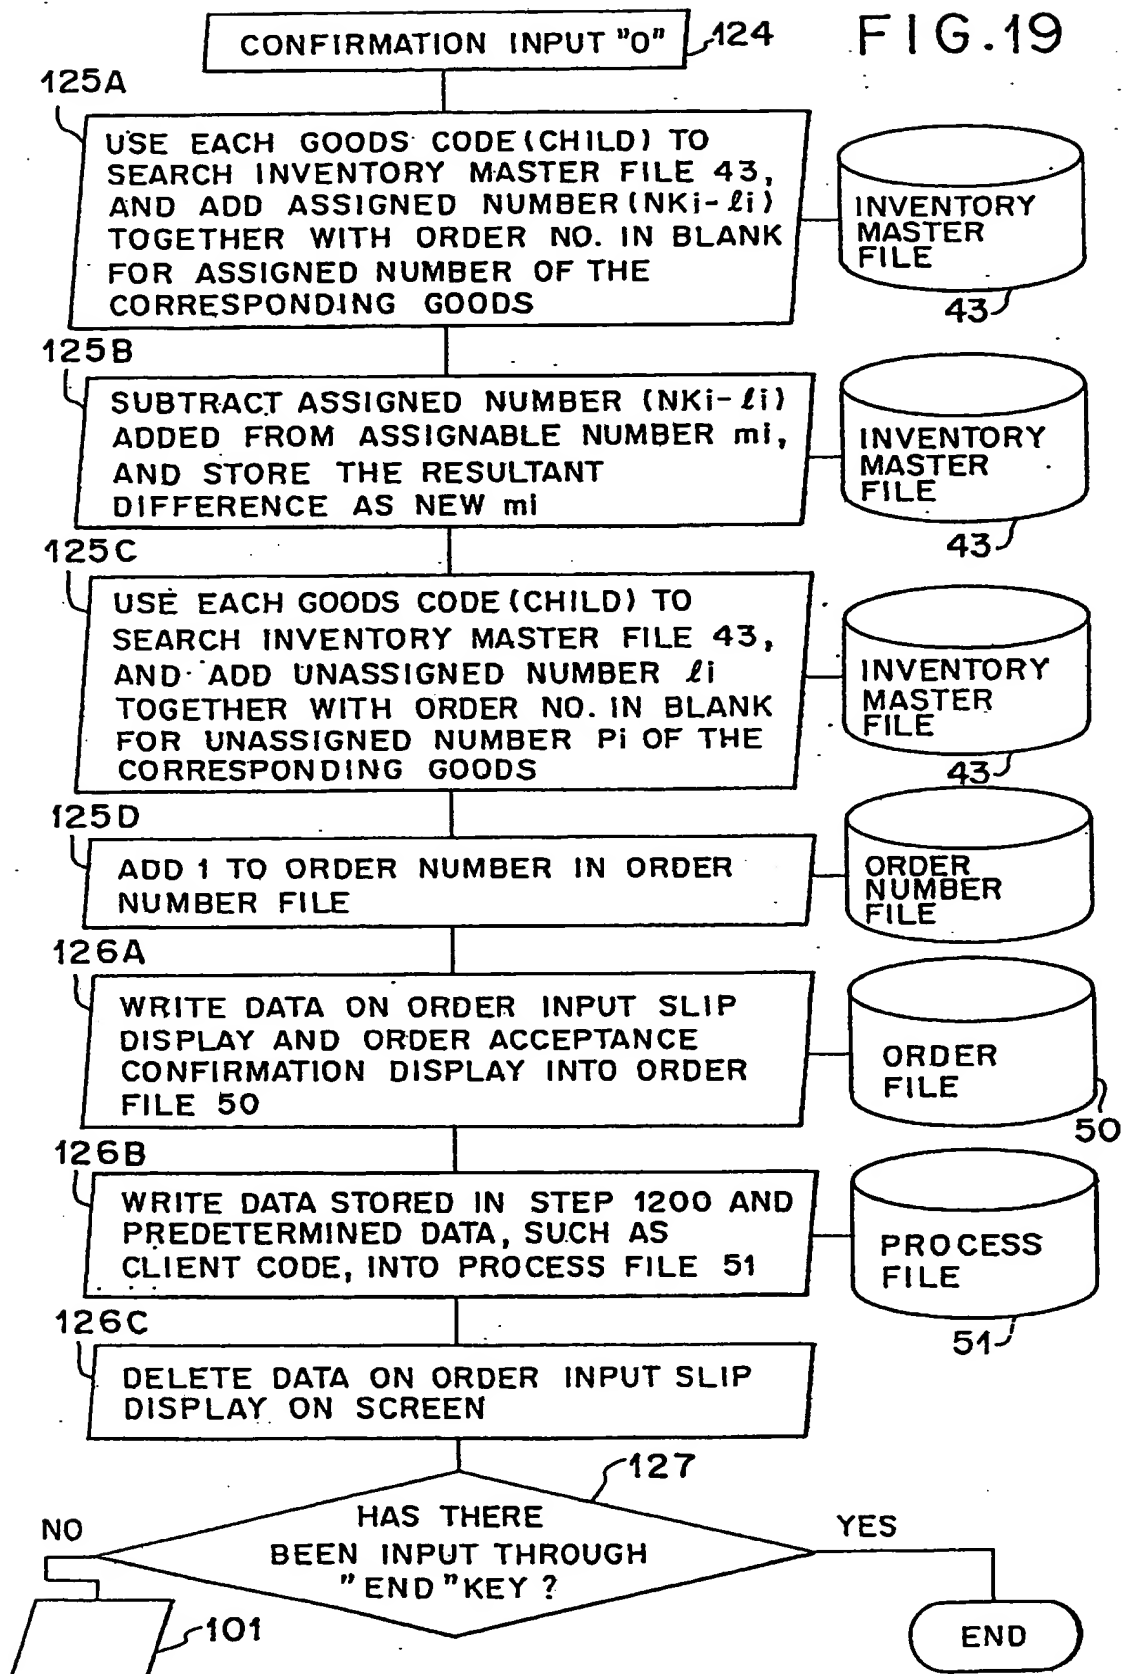 FIG.19
CONFIRMATION INPUT "0"
124
125A
USE EACH GOODS CODE(CHILD) TO
SEARCH INVENTORY MASTER FILE 43,
AND ADD ASSIGNED NUMBER(NKi-ℓi)
TOGETHER WITH ORDER NO. IN BLANK
FOR ASSIGNED NUMBER OF THE
CORRESPONDING GOODS
INVENTORY
MASTER
FILE
43
125B
SUBTRACT ASSIGNED NUMBER (NKi-ℓi)
ADDED FROM ASSIGNABLE NUMBER mi,
AND STORE THE RESULTANT
DIFFERENCE AS NEW mi
INVENTORY
MASTER
FILE
43
125C
USE EACH GOODS CODE(CHILD) TO
SEARCH INVENTORY MASTER FILE 43,
AND ADD UNASSIGNED NUMBER ℓi
TOGETHER WITH ORDER NO. IN BLANK
FOR UNASSIGNED NUMBER Pi OF THE
CORRESPONDING GOODS
INVENTORY
MASTER
FILE
43
125D
ADD 1 TO ORDER NUMBER IN ORDER
NUMBER FILE
ORDER
NUMBER
FILE
126A
WRITE DATA ON ORDER INPUT SLIP
DISPLAY AND ORDER ACCEPTANCE
CONFIRMATION DISPLAY INTO ORDER
FILE 50
ORDER
FILE
50
126B
WRITE DATA STORED IN STEP 1200 AND
PREDETERMINED DATA, SUCH AS
CLIENT CODE, INTO PROCESS FILE 51
PROCESS
FILE
51
126C
DELETE DATA ON ORDER INPUT SLIP
DISPLAY ON SCREEN
127
HAS THERE
BEEN INPUT THROUGH
"END" KEY ?
NO
YES
101
END